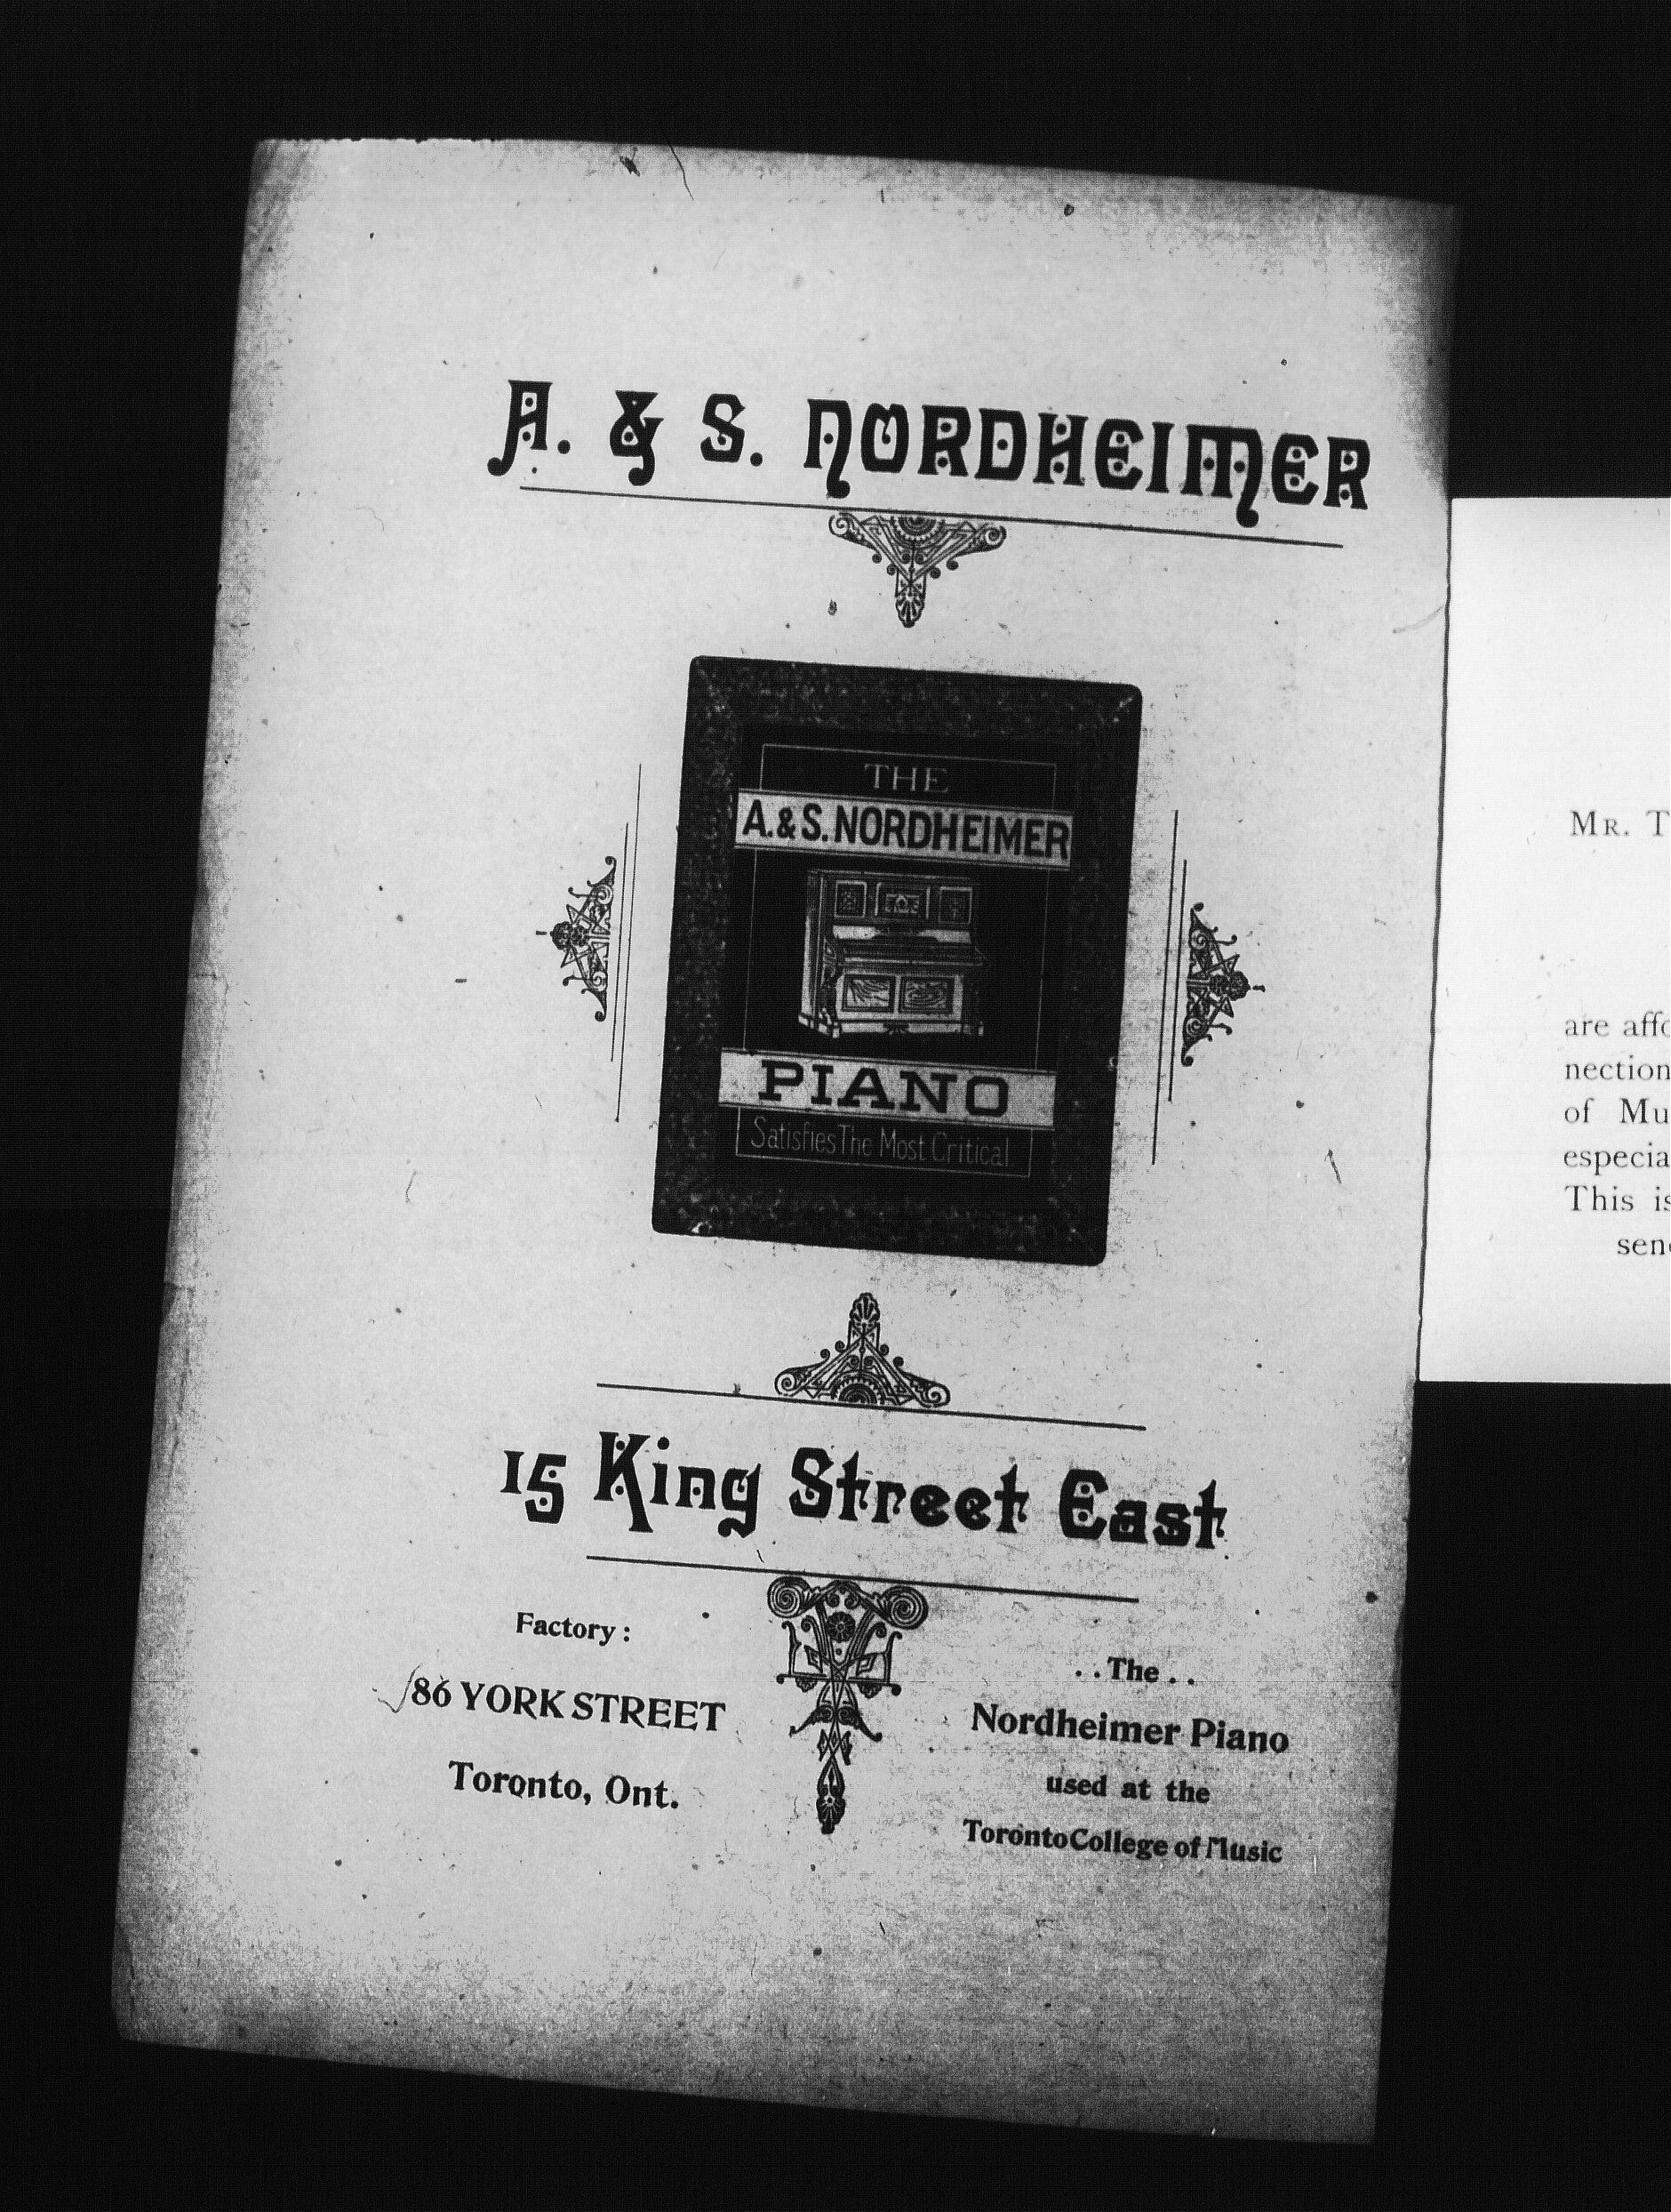 A. & S. NORDHEIMER
THE
A. & S. NORDHEIMER
PIANO
Satisfies The Most Critical.
15 King Street East
Factory :
86 YORK STREET
Toronto, Ont.
. . The . .
Nordheimer Piano
used at the
Toronto College of Music
MR. T
are affo
nection
of Mu
especia
This is
send